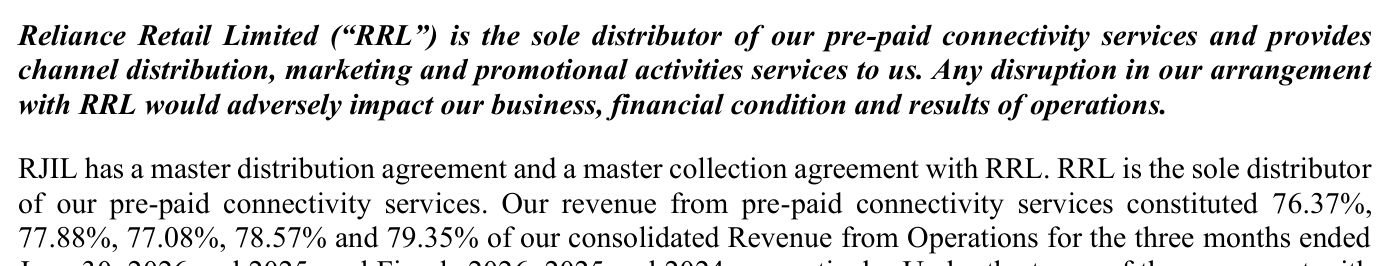 Reliance Retail Limited (“RRL”) is the sole distributor of our pre-paid connectivity services and provides
channel distribution, marketing and promotional activities services to us. Any disruption in our arrangement
with RRL would adversely impact our business, financial condition and results of operations.
RJIL has a master distribution agreement and a master collection agreement with RRL. RRL is the sole distributor
of our pre-paid connectivity services. Our revenue from pre-paid connectivity services constituted 76.37%,
77.88%, 77.08%, 78.57% and 79.35% of our consolidated Revenue from Operations for the three months ended